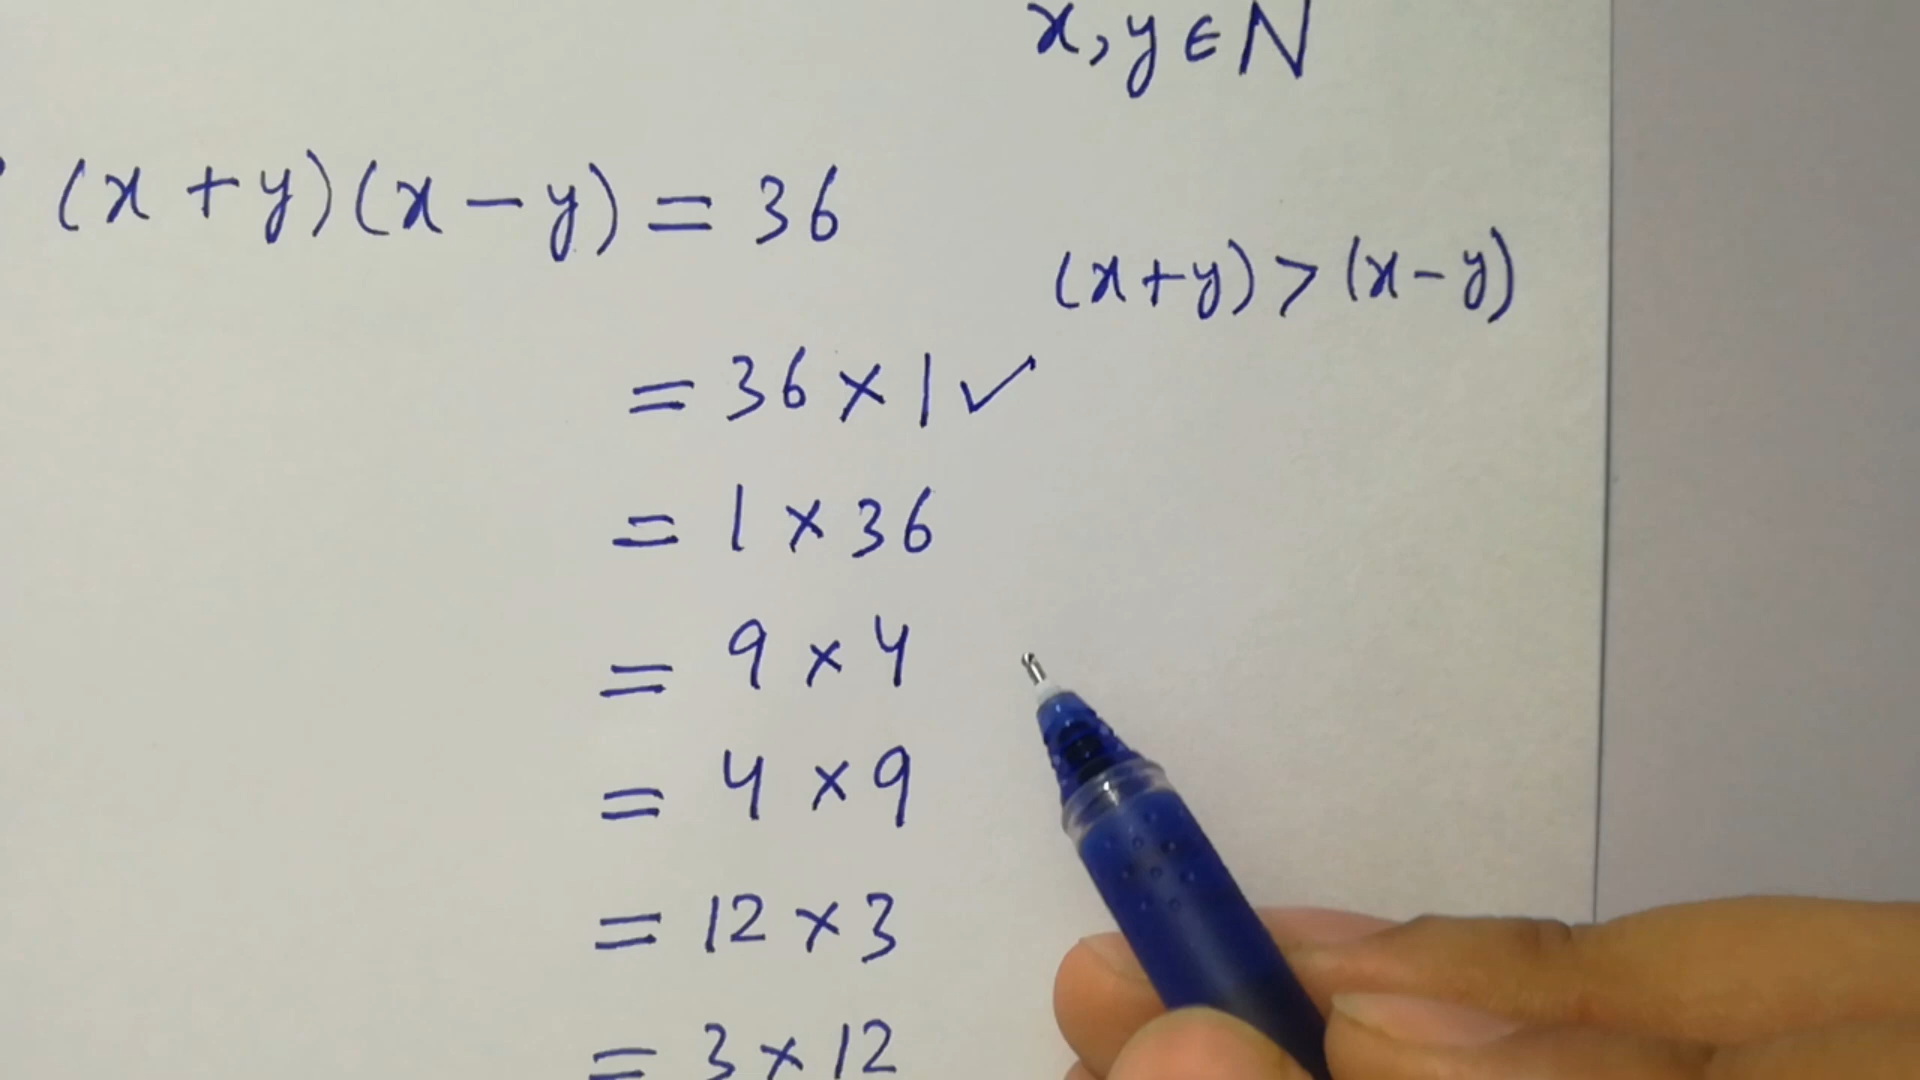 x, y ∈ N
(x + y)(x - y) = 36
(x+y) > (x-y)
= 36 × 1 ✓
= 1 × 36
= 9 × 4
= 4 × 9
= 12 × 3
= 3 × 12